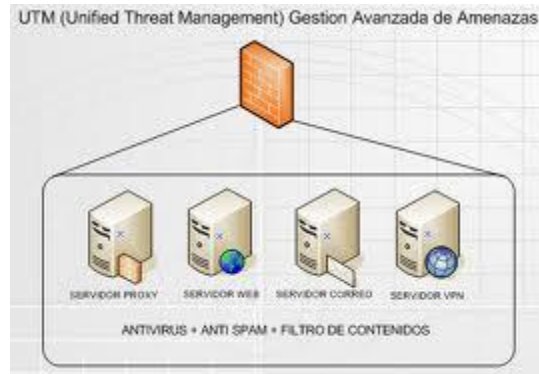 UTM (Unified Threat Management) Gestion Avanzada de Amenazas
SERVIDOR PROXY SERVIDOR WEB SERVIDOR CORREO SERVIDOR VPN
ANTIVIRUS + ANTI SPAM + FILTRO DE CONTENIDOS